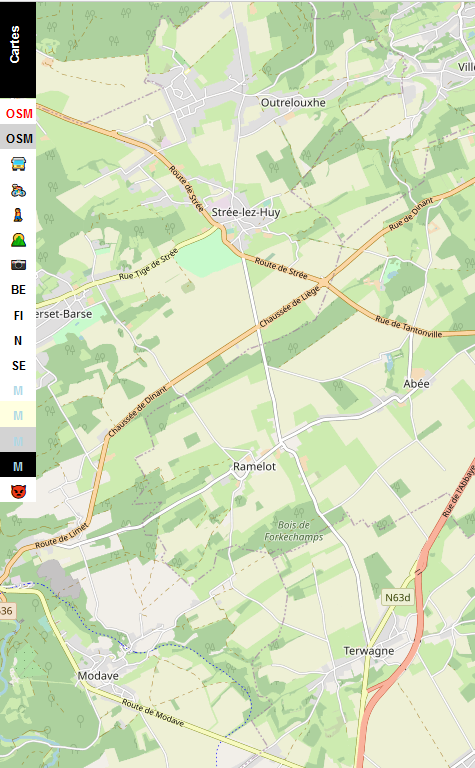 Cartes
OSM
OSM
BE
FI
N
SE
M
M
M
M
Outrelouxhe
Ville
Route de Strée
Strée-lez-Huy
Rue de Dinant
Rue Tige de Strée
Route de Strée
Chaussée de Liège
erset-Barse
Rue de Tantonville
Abée
Chaussée de Dinant
Ramelot
Rue de l'Abbaye
Route de Limet
Bois de
Forkechamps
N63d
36
Terwagne
Modave
Route de Modave